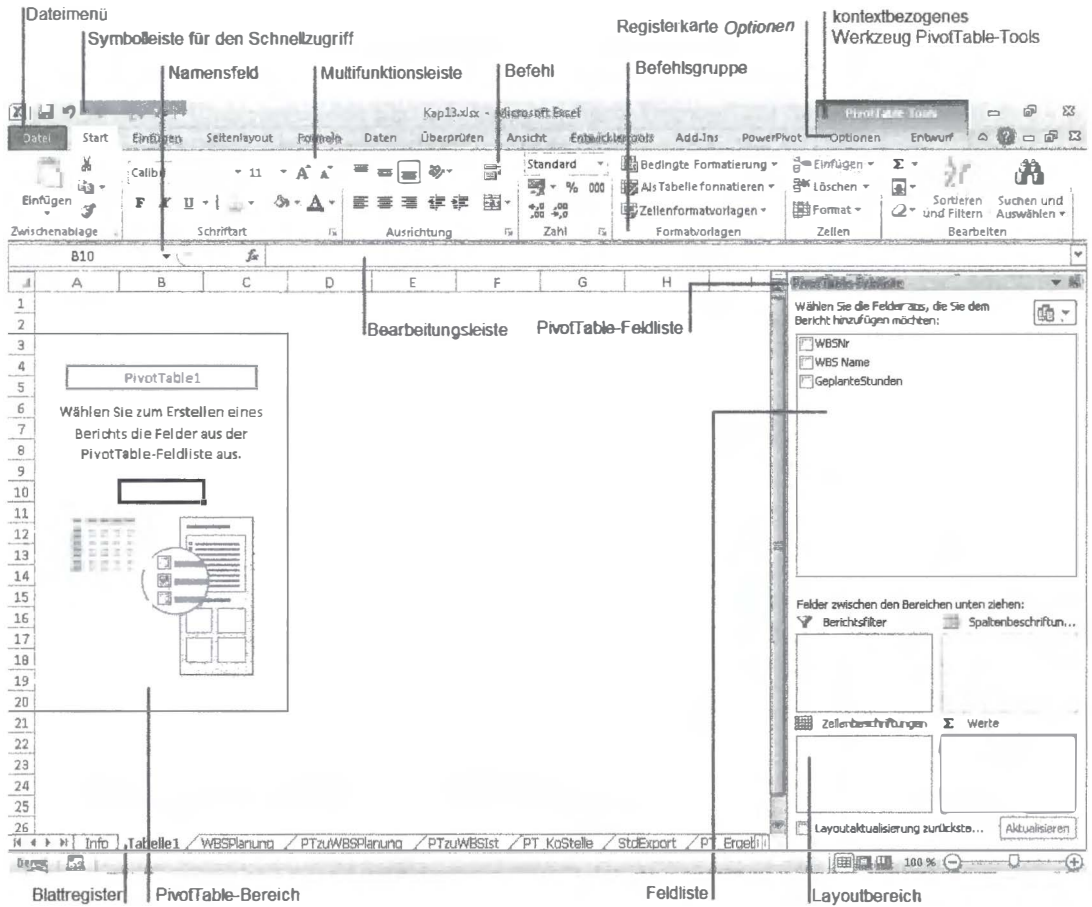 Dateimenü
Symbolleiste für den Schnellzugriff
Registerkarte Optionen
kontextbezogenes
Werkzeug PivotTable-Tools
Namensfeld
Multifunktionsleiste
Befehl
Befehlsgruppe
Kap13.xlsx - Microsoft Excel
PivotTable-Tools
Datei Start Einfügen Seitenlayout Formeln Daten Überprüfen Ansicht Entwicklertools Add-Ins PowerPivot Optionen Entwurf
Calibri 11 A A Standard Bedingte Formatierung Einfügen Σ
Einfügen F K U A % 000 Als Tabelle formatieren Löschen Sortieren und Filtern Suchen und Auswählen
Zellenformatvorlagen Format
Zwischenablage Schriftart Ausrichtung Zahl Formatvorlagen Zellen Bearbeiten
B10 fx
A B C D E F G H I
PivotTable-Feldliste
Wählen Sie die Felder aus, die Sie dem
Bericht hinzufügen möchten:
Bearbeitungsleiste
PivotTable-Feldliste
1
2
3
4
5
6
7
8
9
10
11
12
13
14
15
16
17
18
19
20
21
22
23
24
25
26
PivotTable1
Wählen Sie zum Erstellen eines
Berichts die Felder aus der
PivotTable-Feldliste aus.
WBSNr
WBS Name
GeplanteStunden
Felder zwischen den Bereichen unten ziehen:
Berichtsfilter Spaltenbeschriftun...
Zeilenbeschriftungen Σ Werte
Layoutaktualisierung zurückste... Aktualisieren
Info Tabelle1 WBSPlanung PTzuWBSPlanung PTzuWBSIst PT_KoStelle StdExport PT_Ergebi
Bereit 100 %
Blattregister
PivotTable-Bereich
Feldliste
Layoutbereich